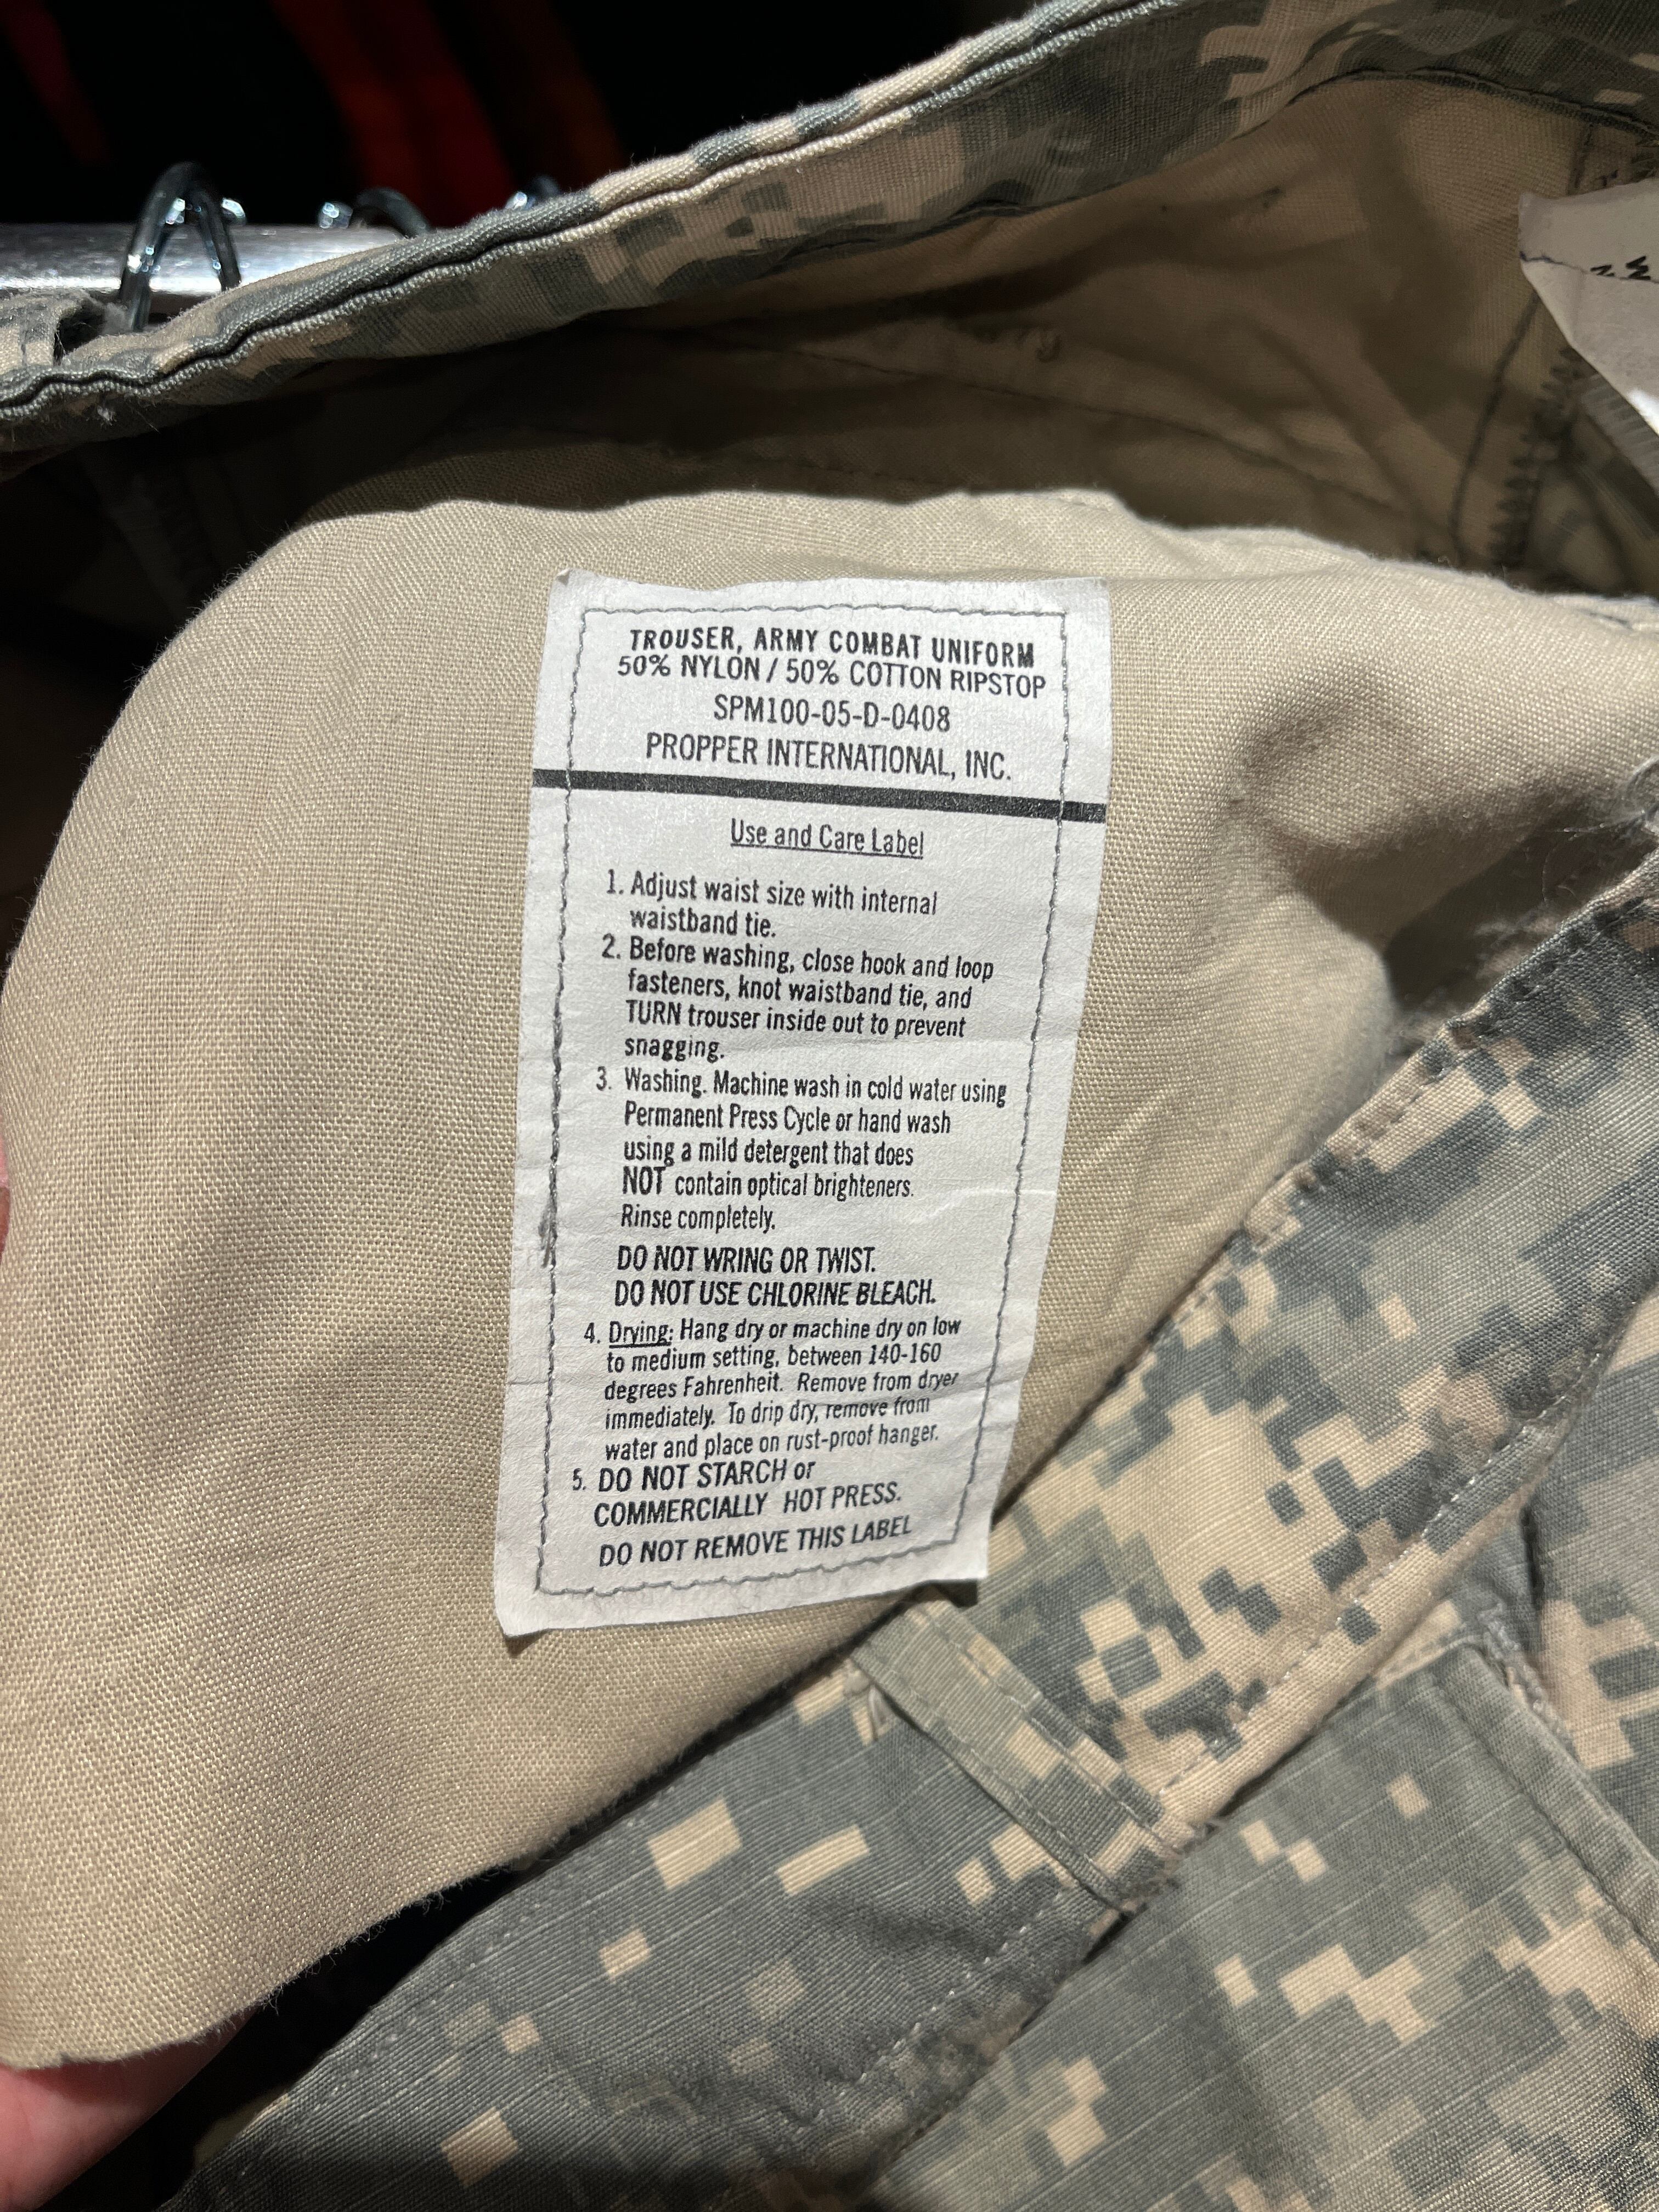 TROUSER, ARMY COMBAT UNIFORM
50% NYLON / 50% COTTON RIPSTOP
SPM100-05-D-0408
PROPPER INTERNATIONAL, INC.
Use and Care Label
1. Adjust waist size with internal
waistband tie.
2. Before washing, close hook and loop
fasteners, knot waistband tie, and
TURN trouser inside out to prevent
snagging.
3. Washing. Machine wash in cold water using
Permanent Press Cycle or hand wash
using a mild detergent that does
NOT contain optical brighteners.
Rinse completely.
DO NOT WRING OR TWIST.
DO NOT USE CHLORINE BLEACH.
4. Drying: Hang dry or machine dry on low
to medium setting, between 140-160
degrees Fahrenheit. Remove from dryer
immediately. To drip dry, remove from
water and place on rust-proof hanger.
5. DO NOT STARCH or
COMMERCIALLY HOT PRESS.
DO NOT REMOVE THIS LABEL